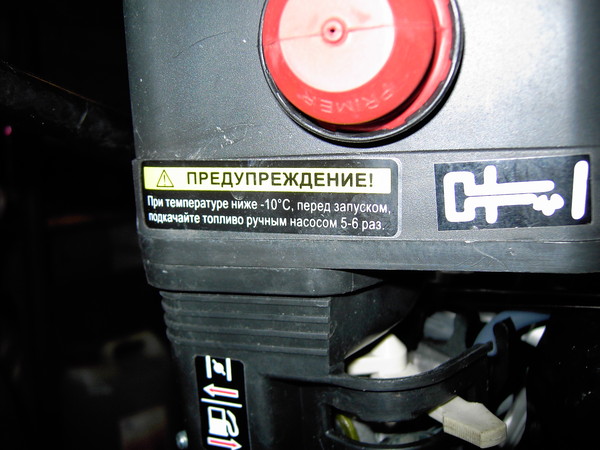 PRIMER
ПРЕДУПРЕЖДЕНИЕ!
При температуре ниже -10°С, перед запуском,
подкачайте топливо ручным насосом 5-6 раз.